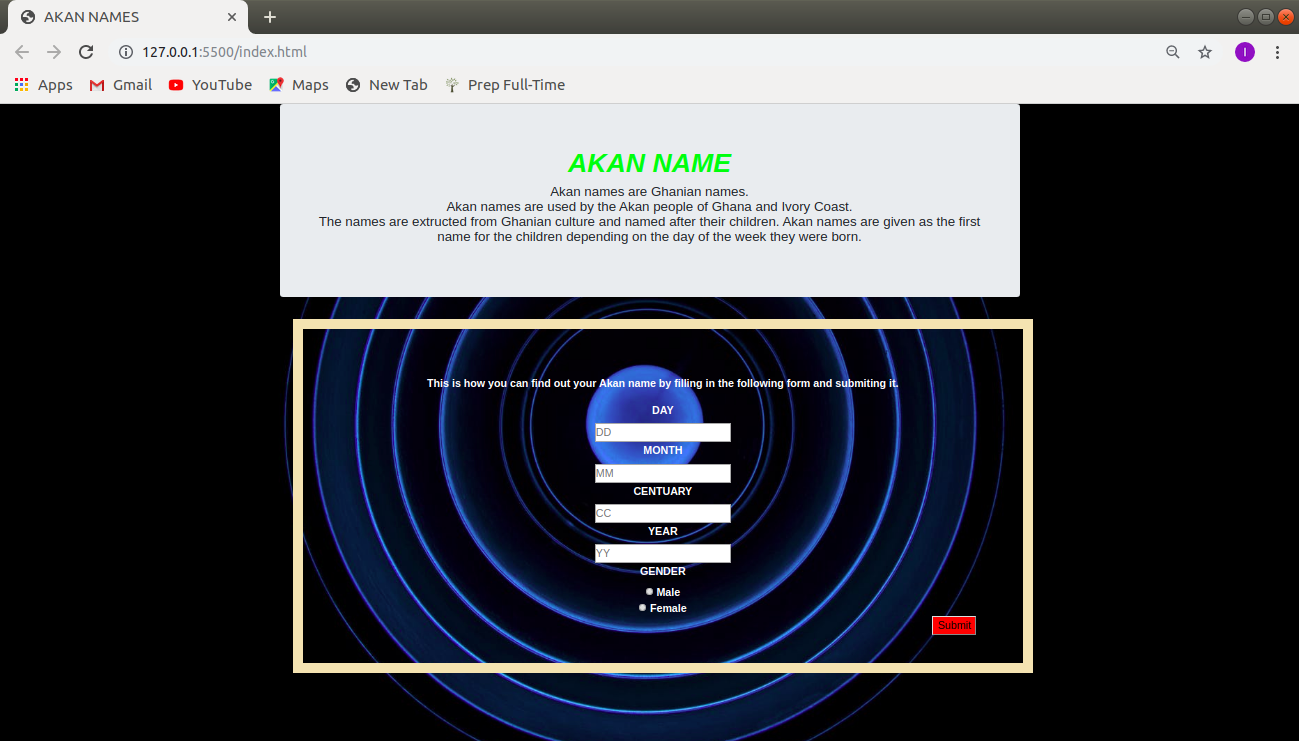 AKAN NAMES
127.0.0.1:5500/index.html
I
Apps Gmail YouTube Maps New Tab Prep Full-Time
AKAN NAME
Akan names are Ghanian names.
Akan names are used by the Akan people of Ghana and Ivory Coast.
The names are extructed from Ghanian culture and named after their children. Akan names are given as the first
name for the children depending on the day of the week they were born.
This is how you can find out your Akan name by filling in the following form and submiting it.
DAY
DD
MONTH
MM
CENTUARY
CC
YEAR
YY
GENDER
Male
Female
Submit